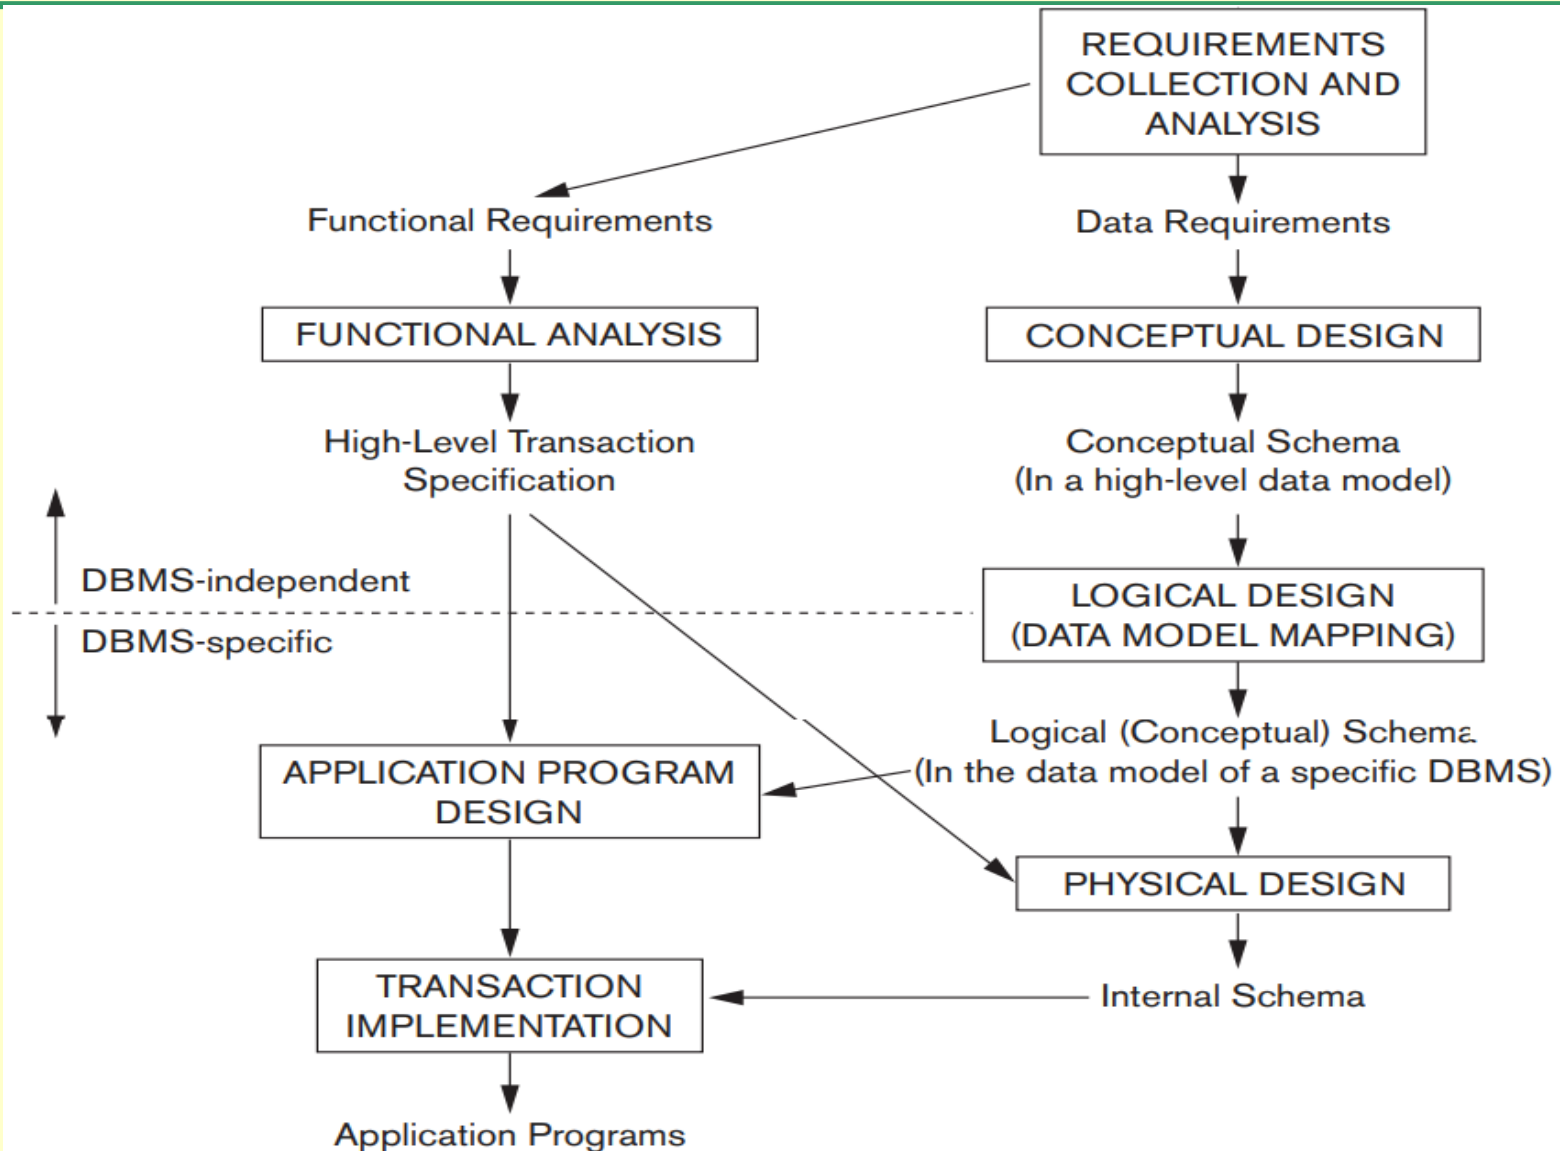 REQUIREMENTS
COLLECTION AND
ANALYSIS
Functional Requirements
Data Requirements
FUNCTIONAL ANALYSIS
CONCEPTUAL DESIGN
High-Level Transaction
Specification
Conceptual Schema
(In a high-level data model)
DBMS-independent
DBMS-specific
LOGICAL DESIGN
(DATA MODEL MAPPING)
Logical (Conceptual) Schema
(In the data model of a specific DBMS)
APPLICATION PROGRAM
DESIGN
PHYSICAL DESIGN
TRANSACTION
IMPLEMENTATION
Internal Schema
Application Programs